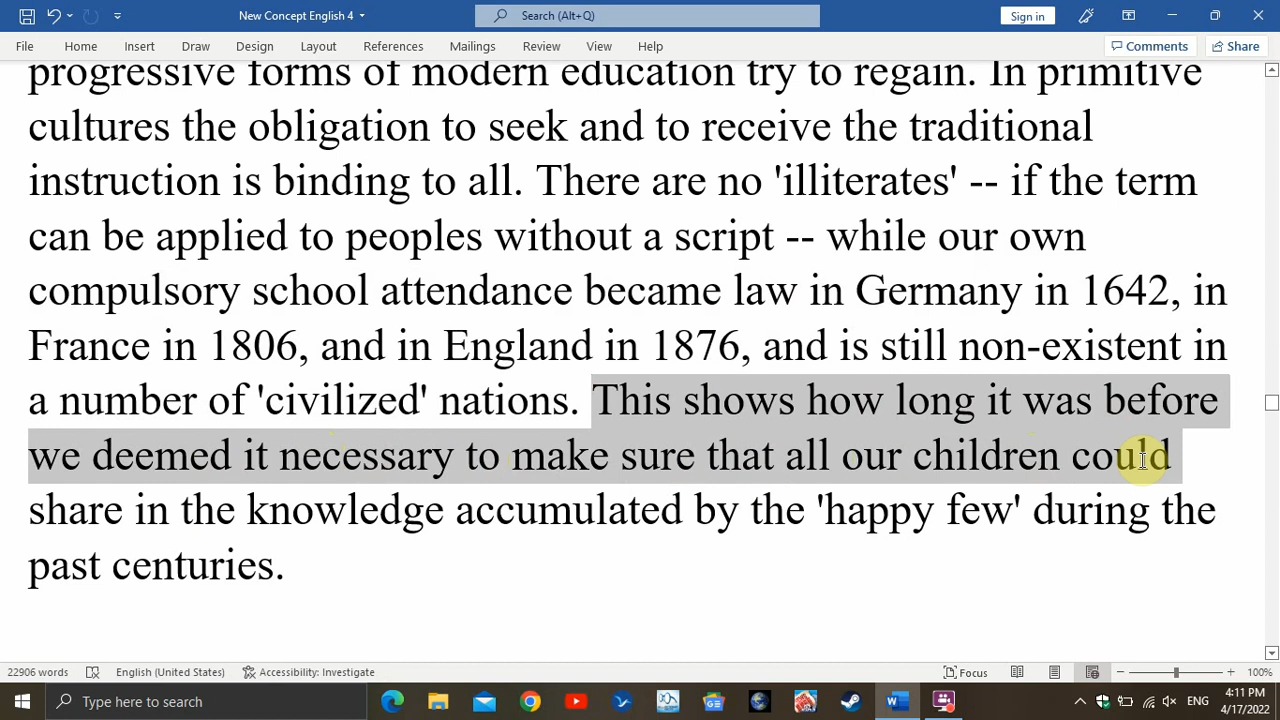 New Concept English 4
Search (Alt+Q)
Sign in
File Home Insert Draw Design Layout References Mailings Review View Help
Comments Share
progressive forms of modern education try to regain. In primitive
cultures the obligation to seek and to receive the traditional
instruction is binding to all. There are no 'illiterates' -- if the term
can be applied to peoples without a script -- while our own
compulsory school attendance became law in Germany in 1642, in
France in 1806, and in England in 1876, and is still non-existent in
a number of 'civilized' nations. This shows how long it was before
we deemed it necessary to make sure that all our children could
share in the knowledge accumulated by the 'happy few' during the
past centuries.
22906 words English (United States) Accessibility: Investigate Focus 100%
Type here to search
ENG
4:11 PM
4/17/2022